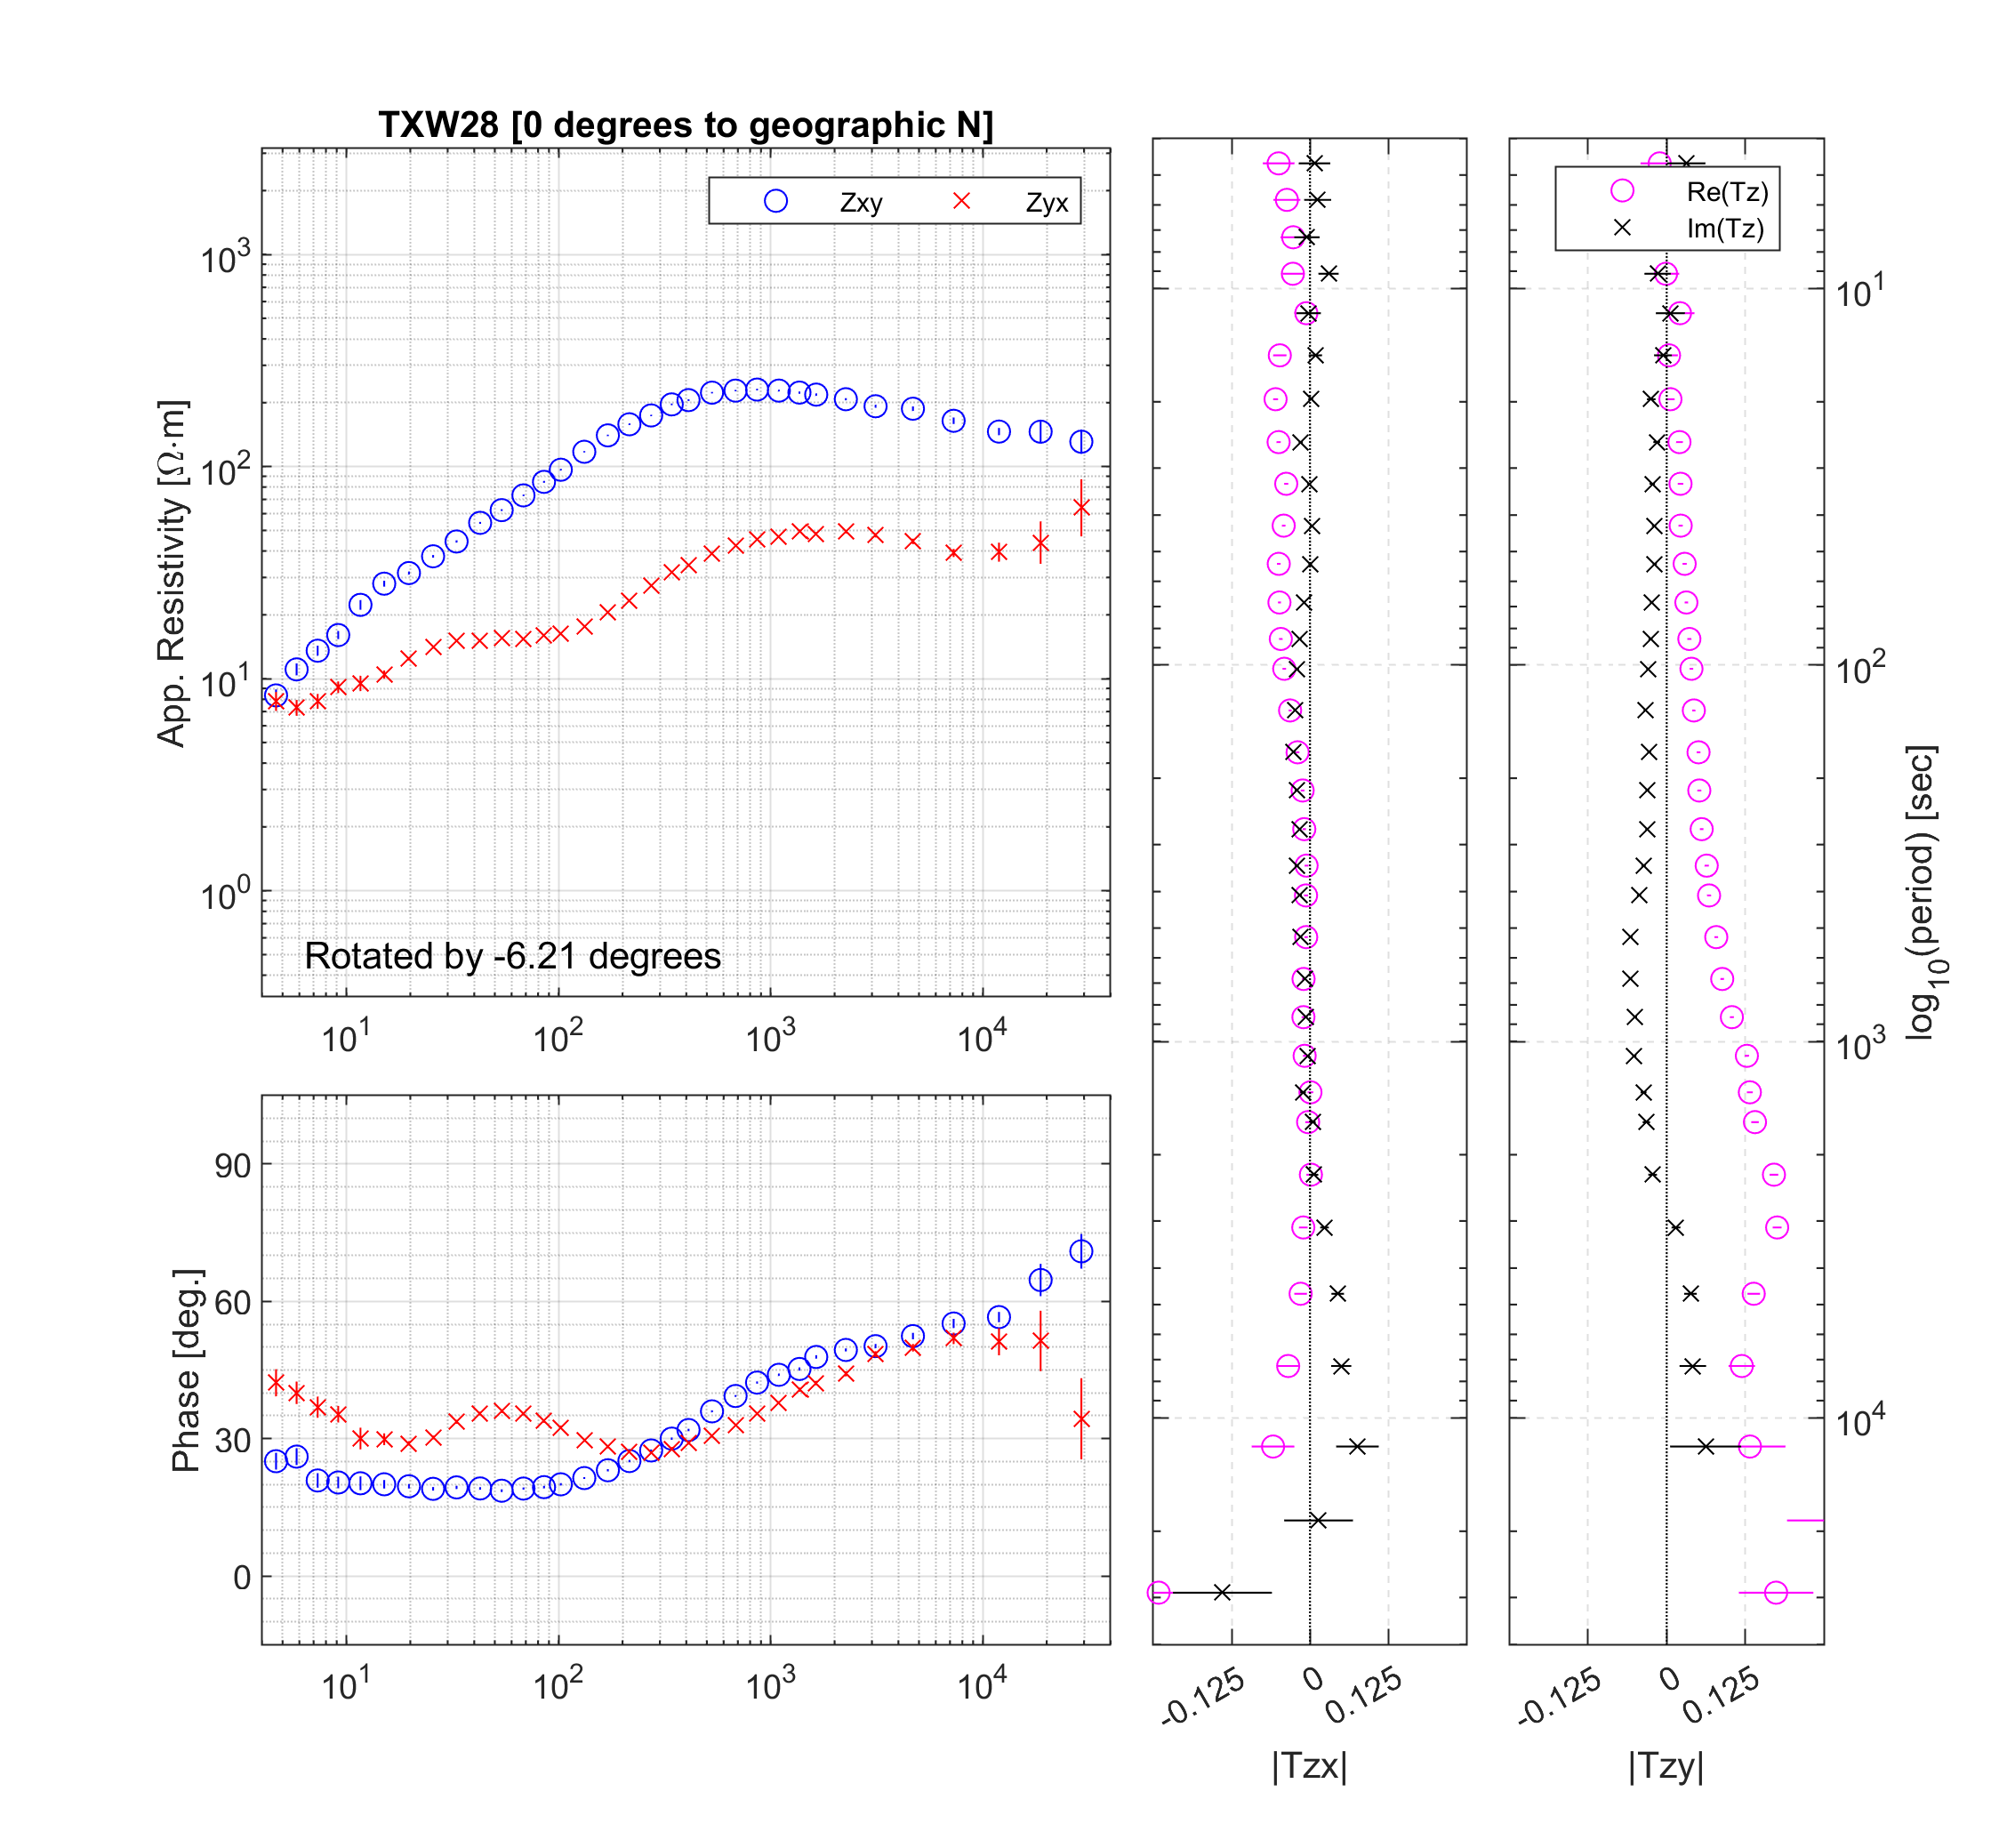 TXW28 [0 degrees to geographic N]
Zxy Zyx
App. Resistivity [Ω·m]
10^3
10^2
10^1
10^0
Rotated by -6.21 degrees
10^1 10^2 10^3 10^4
Phase [deg.]
90
60
30
0
10^1 10^2 10^3 10^4
-0.125 0 0.125
|Tzx|
Re(Tz)
Im(Tz)
-0.125 0 0.125
|Tzy|
10^1
10^2
10^3
10^4
log_10(period) [sec]